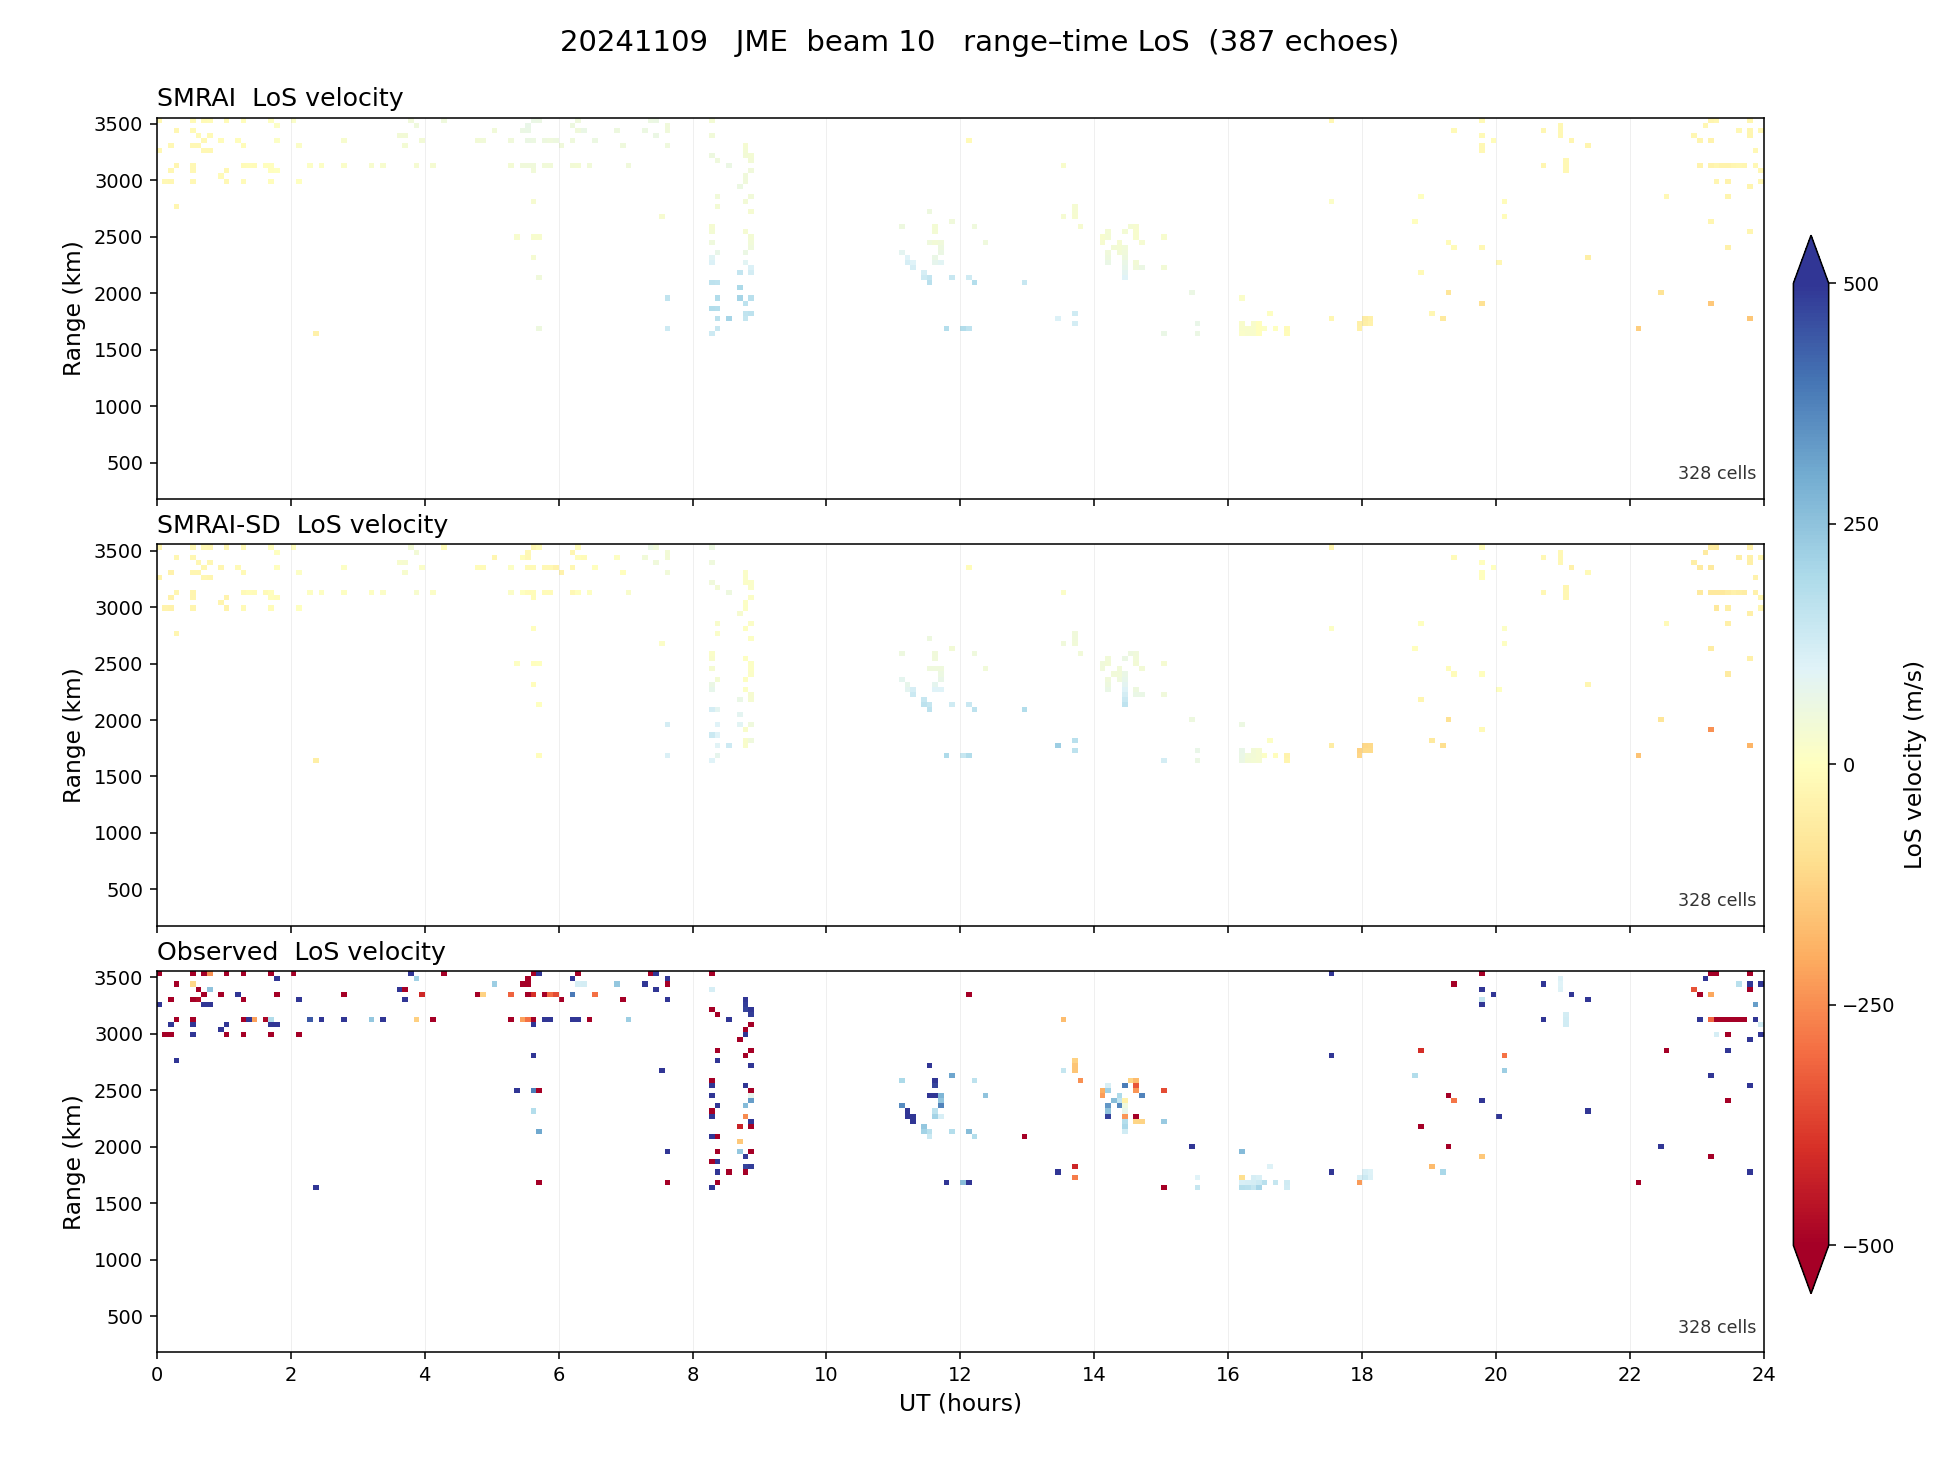 20241109   JME  beam 10   range–time LoS  (387 echoes)
SMRAI  LoS velocity
3500
3000
2500
2000
1500
1000
500
Range (km)
328 cells
SMRAI-SD  LoS velocity
3500
3000
2500
2000
1500
1000
500
Range (km)
328 cells
Observed  LoS velocity
3500
3000
2500
2000
1500
1000
500
Range (km)
328 cells
0 2 4 6 8 10 12 14 16 18 20 22 24
UT (hours)
500
250
0
−250
−500
LoS velocity (m/s)